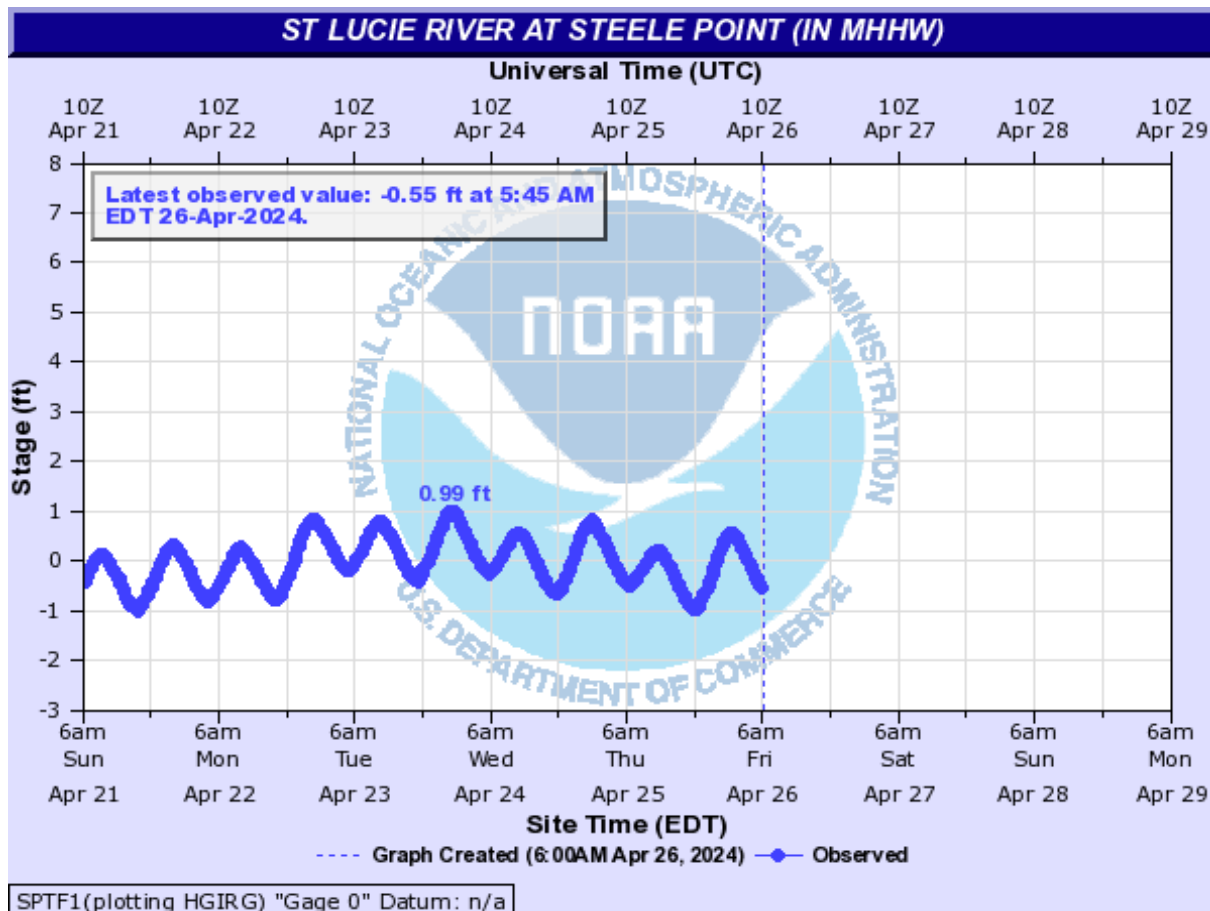 ST LUCIE RIVER AT STEELE POINT (IN MHHW)
Universal Time (UTC)
10Z 10Z 10Z 10Z 10Z 10Z 10Z 10Z 10Z
Apr 21 Apr 22 Apr 23 Apr 24 Apr 25 Apr 26 Apr 27 Apr 28 Apr 29
Latest observed value: -0.55 ft at 5:45 AM
EDT 26-Apr-2024.
NATIONAL OCEANIC AND ATMOSPHERIC ADMINISTRATION
NOAA
U.S. DEPARTMENT OF COMMERCE
Stage (ft)
8
7
6
5
4
3
2
1
0
-1
-2
-3
0.99 ft
6am 6am 6am 6am 6am 6am 6am 6am 6am
Sun Mon Tue Wed Thu Fri Sat Sun Mon
Apr 21 Apr 22 Apr 23 Apr 24 Apr 25 Apr 26 Apr 27 Apr 28 Apr 29
Site Time (EDT)
Graph Created (6:00AM Apr 26, 2024) Observed
SPTF1(plotting HGIRG) "Gage 0" Datum: n/a